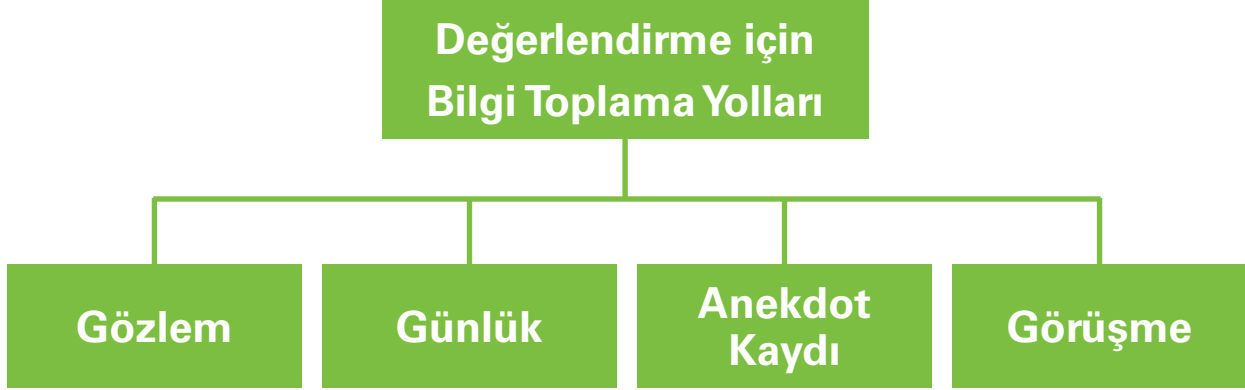 Değerlendirme için
Bilgi Toplama Yolları
Gözlem
Günlük
Anekdot
Kaydı
Görüşme